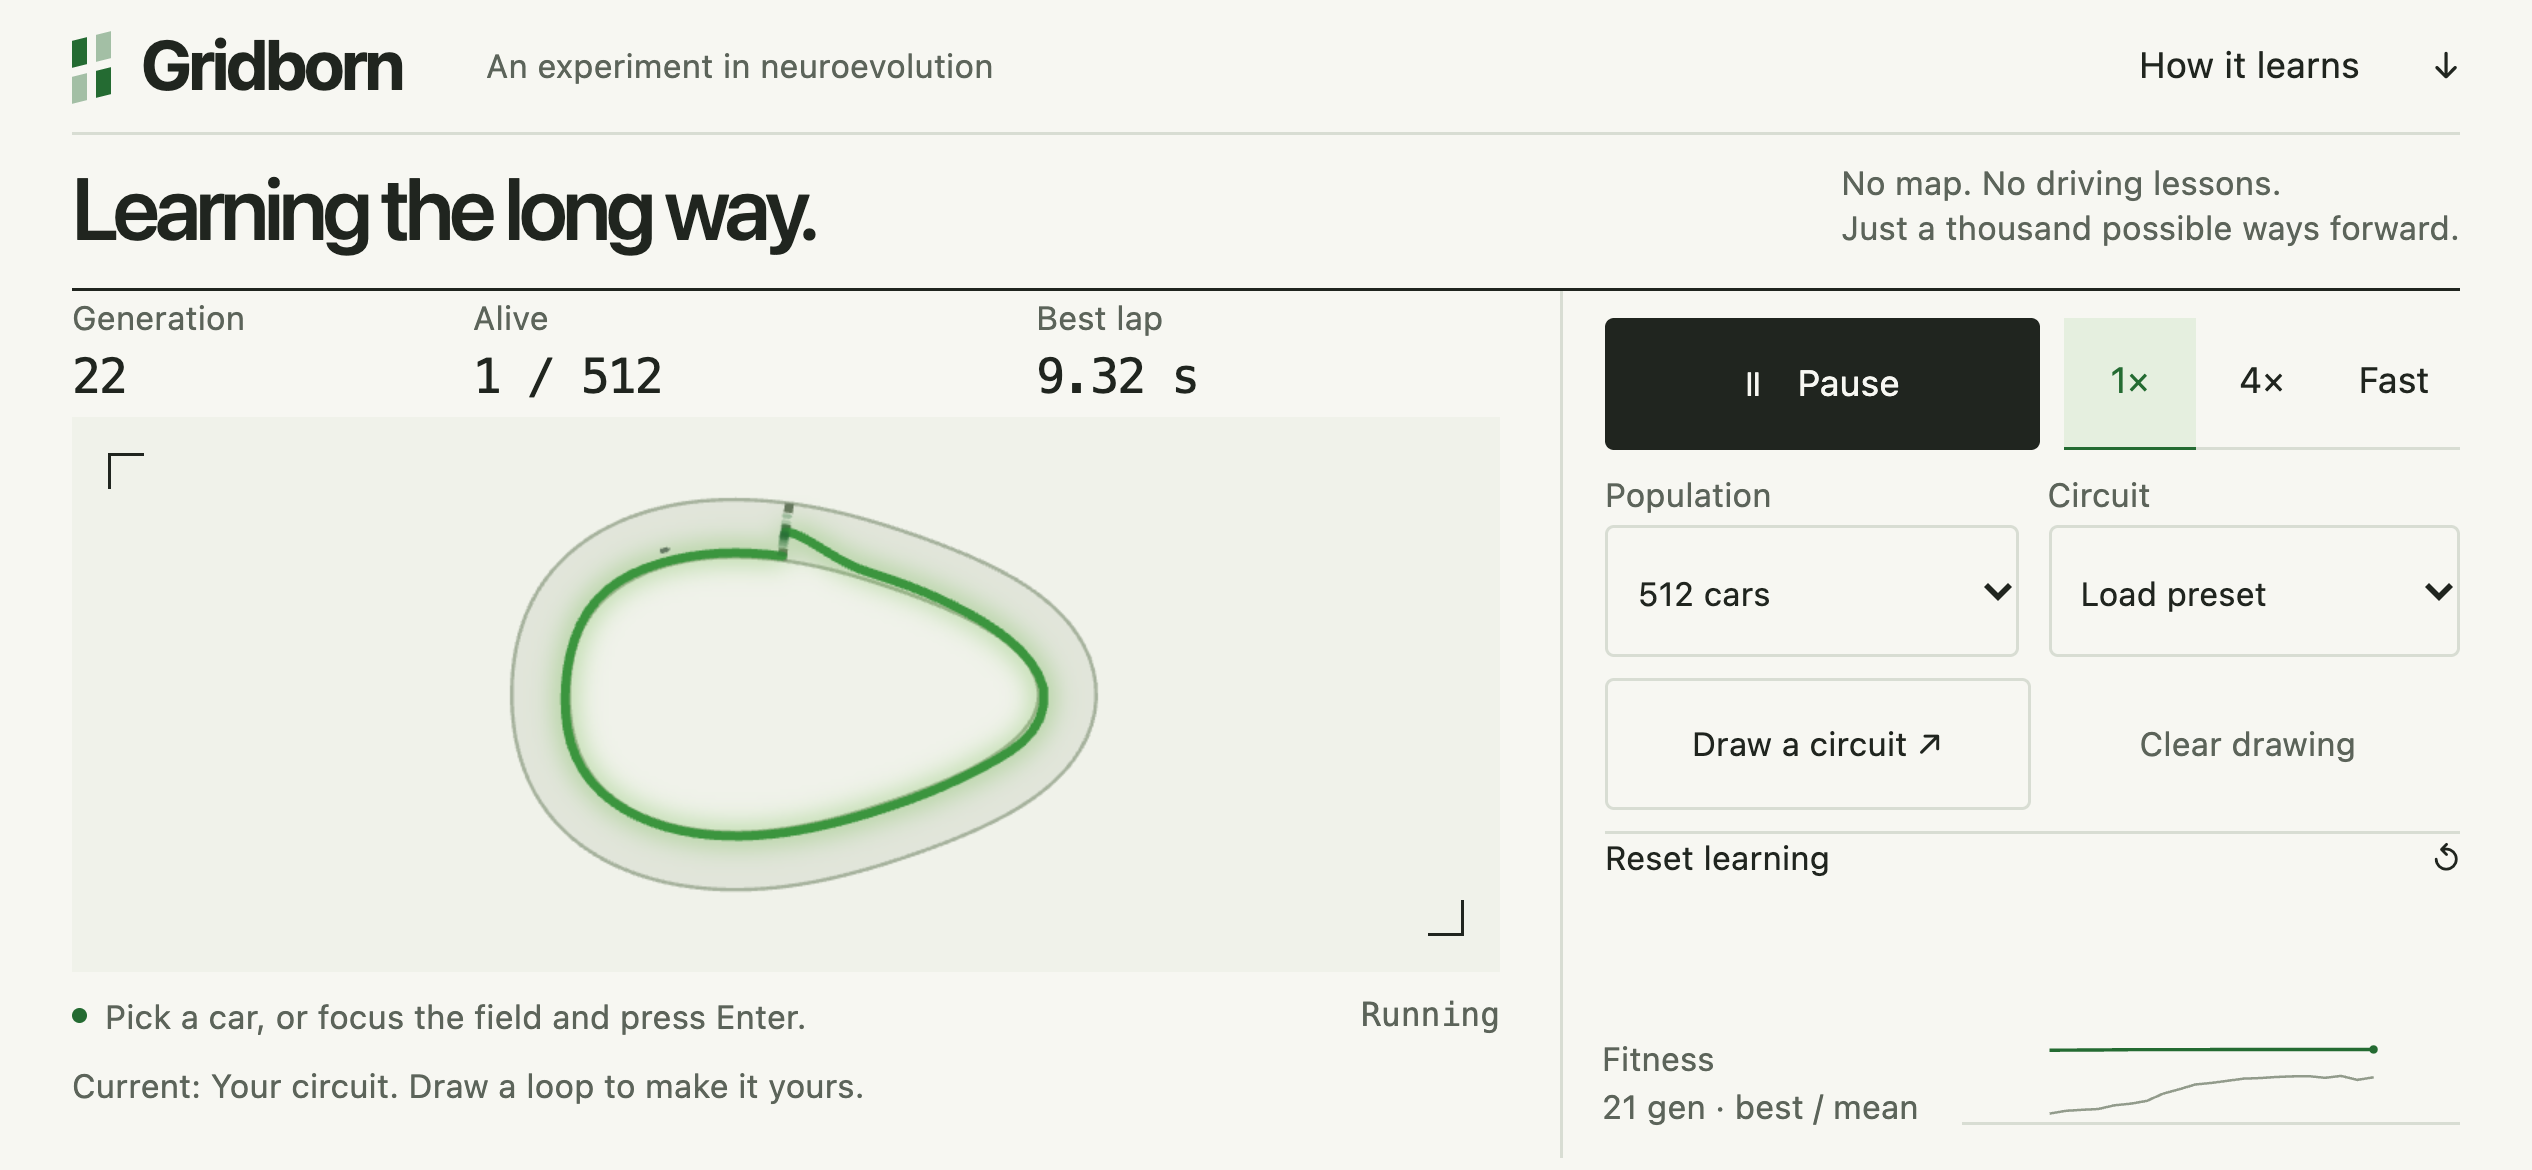 Gridborn
An experiment in neuroevolution
How it learns ↓
Learning the long way.
No map. No driving lessons.
Just a thousand possible ways forward.
Generation
22
Alive
1 / 512
Best lap
9.32 s
Pause
1×
4×
Fast
Population
512 cars
Circuit
Load preset
Draw a circuit ↗
Clear drawing
Reset learning
Pick a car, or focus the field and press Enter.
Running
Current: Your circuit. Draw a loop to make it yours.
Fitness
21 gen · best / mean